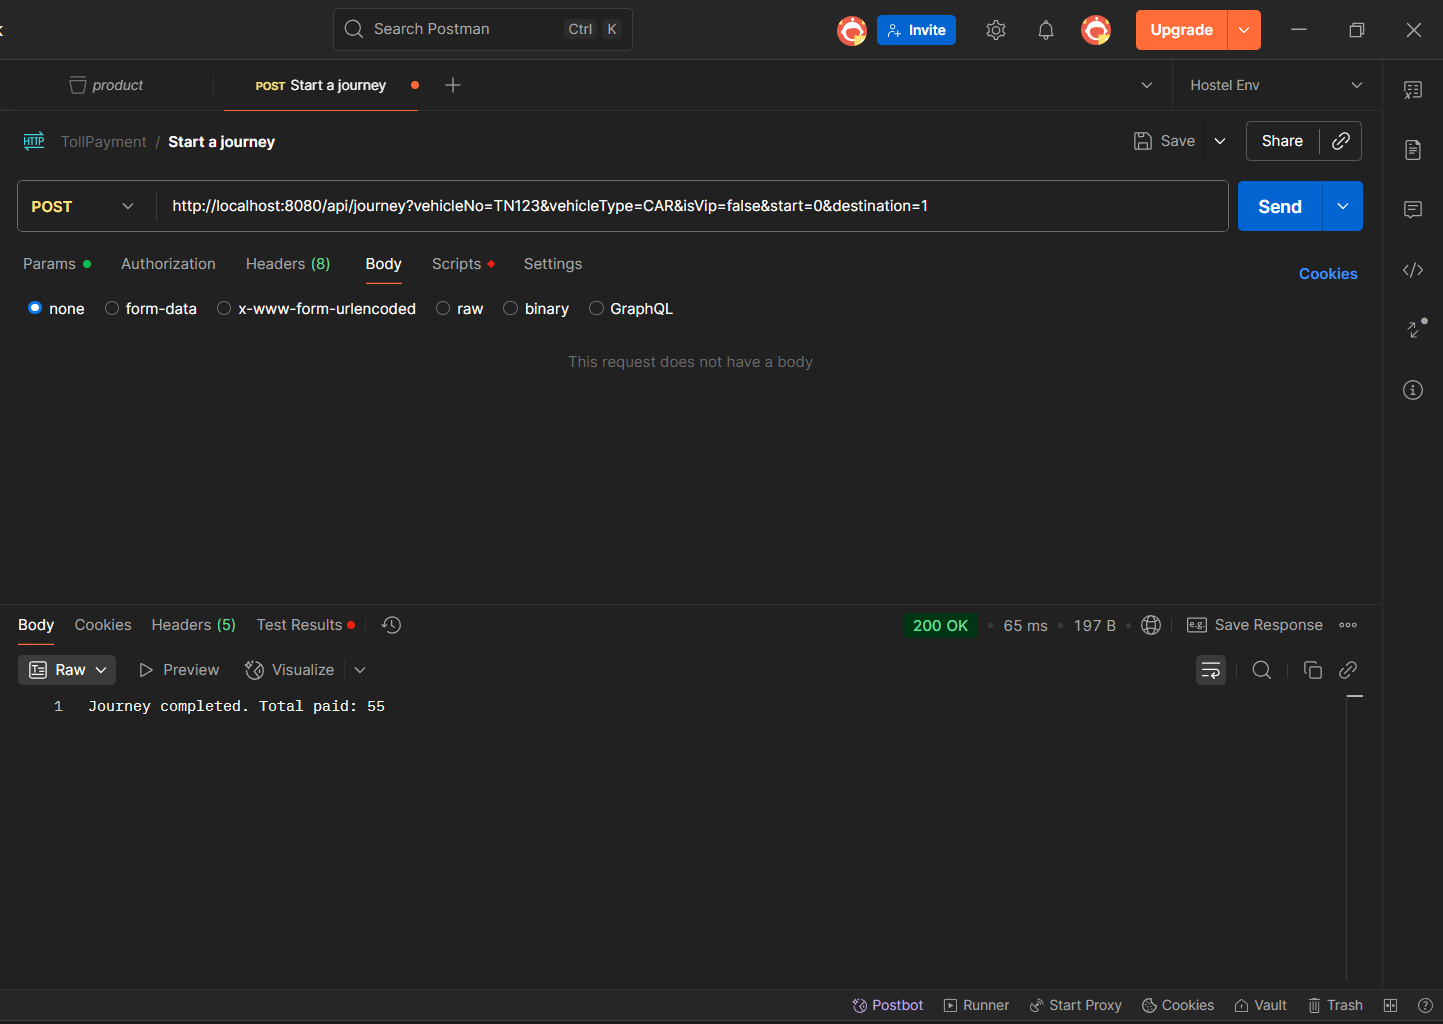 Search Postman Ctrl K Invite Upgrade
product POST Start a journey Hostel Env
HTTP TollPayment / Start a journey Save Share
POST http://localhost:8080/api/journey?vehicleNo=TN123&vehicleType=CAR&isVip=false&start=0&destination=1 Send
Params Authorization Headers (8) Body Scripts Settings Cookies
none form-data x-www-form-urlencoded raw binary GraphQL
This request does not have a body
Body Cookies Headers (5) Test Results 200 OK 65 ms 197 B e.g. Save Response
Raw Preview Visualize
1 Journey completed. Total paid: 55
Postbot Runner Start Proxy Cookies Vault Trash